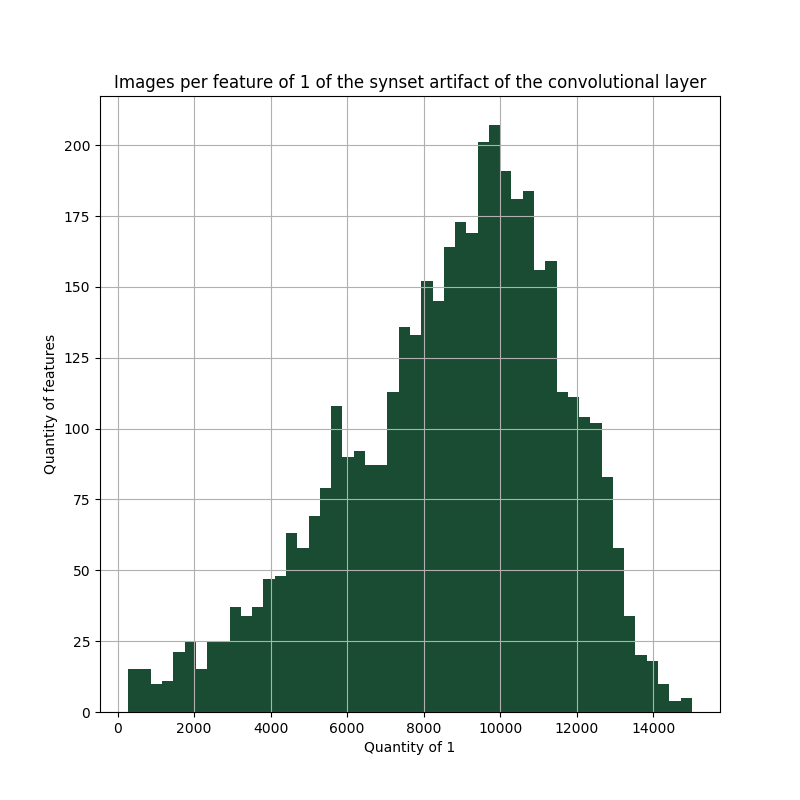 Images per feature of 1 of the synset artifact of the convolutional layer
200
175
150
125
100
75
50
25
0
Quantity of features
0 2000 4000 6000 8000 10000 12000 14000
Quantity of 1